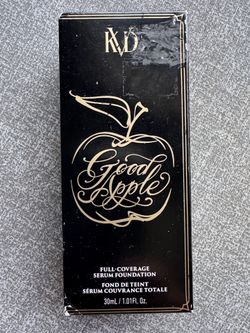 KVD
Good
Apple
FULL-COVERAGE
SERUM FOUNDATION
FOND DE TEINT
SÉRUM COUVRANCE TOTALE
30mL / 1.01Fl. Oz.